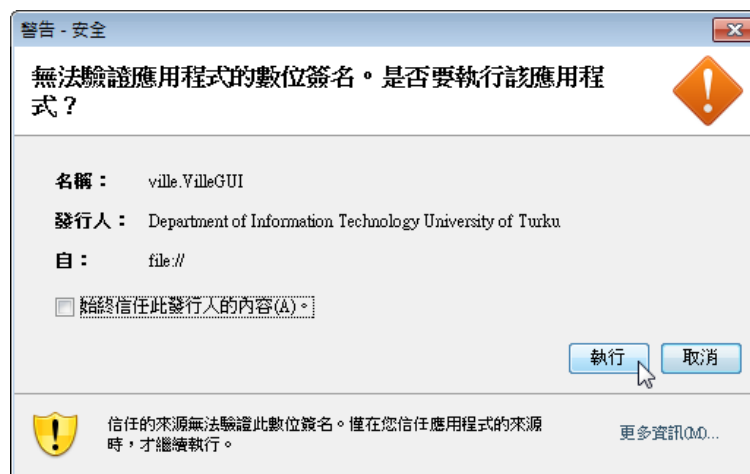 警告 - 安全
無法驗證應用程式的數位簽名。是否要執行該應用程
式？
名稱： ville.VilleGUI
發行人： Department of Information Technology University of Turku
自： file://
始終信任此發行人的內容(A)。
執行 取消
信任的來源無法驗證此數位簽名。僅在您信任應用程式的來源
時，才繼續執行。
更多資訊(M)...